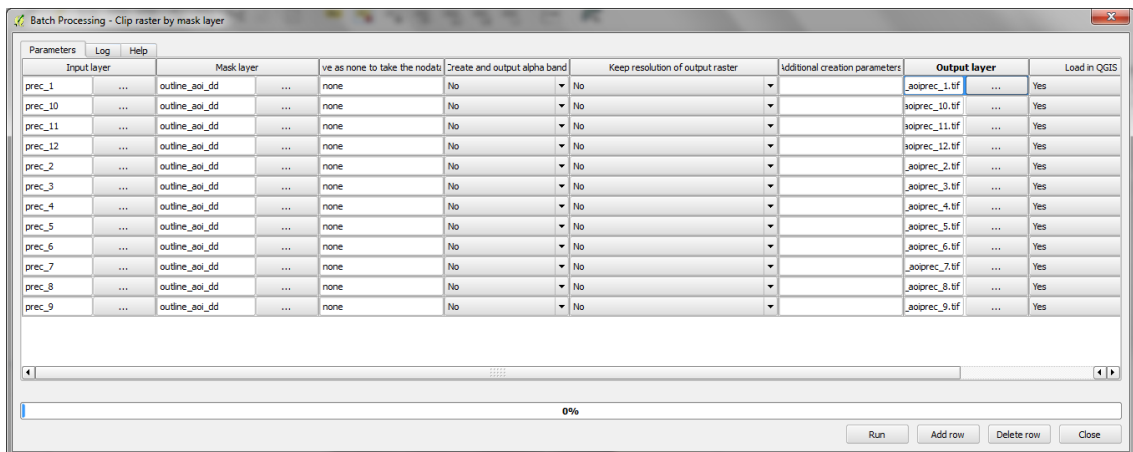 Batch Processing - Clip raster by mask layer
Parameters Log Help
Input layer Mask layer ve as none to take the nodata Create and output alpha band Keep resolution of output raster Additional creation parameters Output layer Load in QGIS
prec_1 ... outline_aoi_dd ... none No No _aoiprec_1.tif ... Yes
prec_10 ... outline_aoi_dd ... none No No aoiprec_10.tif ... Yes
prec_11 ... outline_aoi_dd ... none No No aoiprec_11.tif ... Yes
prec_12 ... outline_aoi_dd ... none No No aoiprec_12.tif ... Yes
prec_2 ... outline_aoi_dd ... none No No _aoiprec_2.tif ... Yes
prec_3 ... outline_aoi_dd ... none No No _aoiprec_3.tif ... Yes
prec_4 ... outline_aoi_dd ... none No No _aoiprec_4.tif ... Yes
prec_5 ... outline_aoi_dd ... none No No _aoiprec_5.tif ... Yes
prec_6 ... outline_aoi_dd ... none No No _aoiprec_6.tif ... Yes
prec_7 ... outline_aoi_dd ... none No No _aoiprec_7.tif ... Yes
prec_8 ... outline_aoi_dd ... none No No _aoiprec_8.tif ... Yes
prec_9 ... outline_aoi_dd ... none No No _aoiprec_9.tif ... Yes
0%
Run Add row Delete row Close